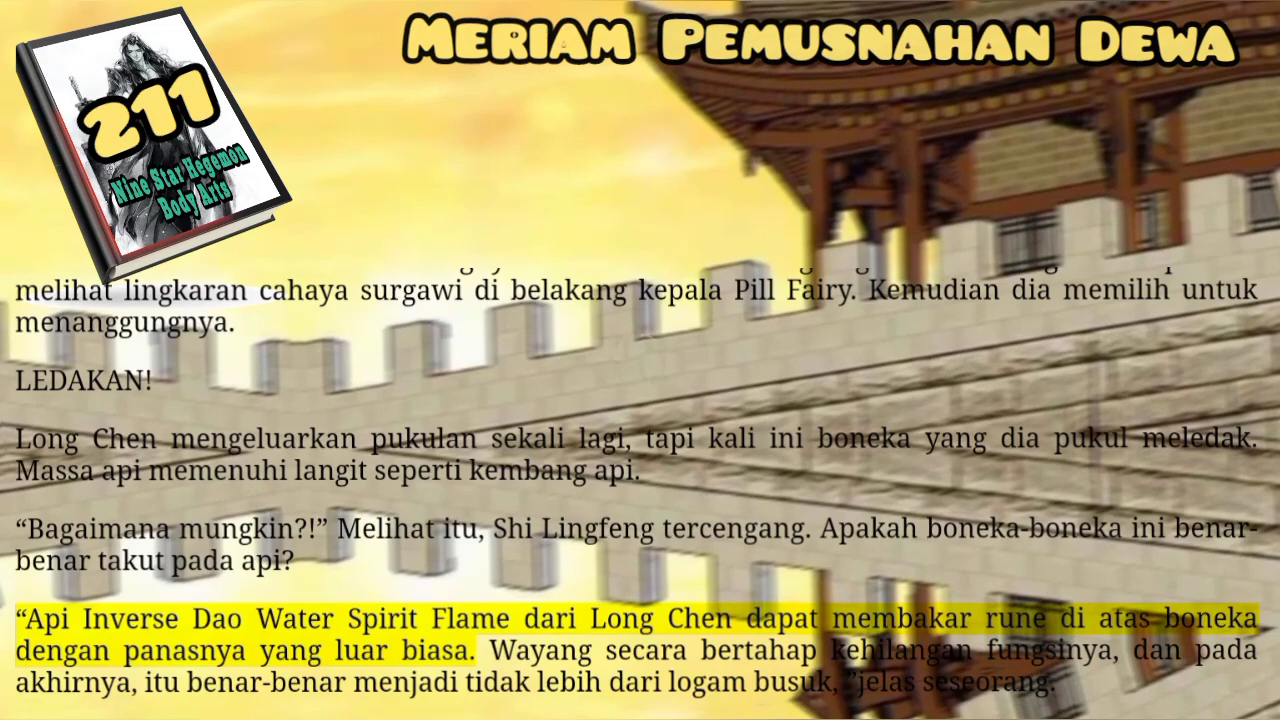 MERIAM PEMUSNAHAN DEWA
211
Nine Star Hegemon
Body Arts
melihat lingkaran cahaya surgawi di belakang kepala Pill Fairy. Kemudian dia memilih untuk
menanggungnya.
LEDAKAN!
Long Chen mengeluarkan pukulan sekali lagi, tapi kali ini boneka yang dia pukul meledak.
Massa api memenuhi langit seperti kembang api.
“Bagaimana mungkin?!” Melihat itu, Shi Lingfeng tercengang. Apakah boneka-boneka ini benar-
benar takut pada api?
“Api Inverse Dao Water Spirit Flame dari Long Chen dapat membakar rune di atas boneka
dengan panasnya yang luar biasa. Wayang secara bertahap kehilangan fungsinya, dan pada
akhirnya, itu benar-benar menjadi tidak lebih dari logam busuk, ”jelas seseorang.